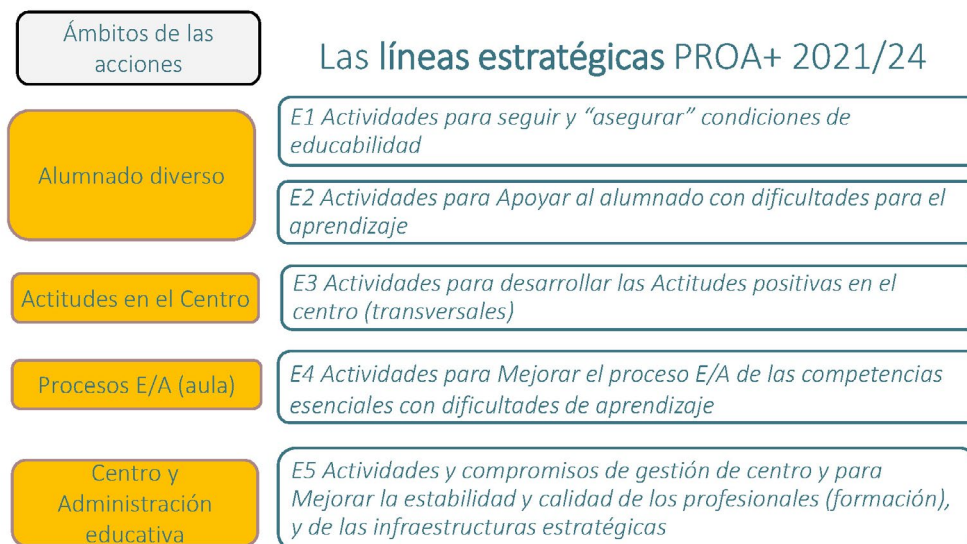 Ámbitos de las
acciones
Las líneas estratégicas PROA+ 2021/24
Alumnado diverso
E1 Actividades para seguir y “asegurar” condiciones de
educabilidad
E2 Actividades para Apoyar al alumnado con dificultades para el
aprendizaje
Actitudes en el Centro
E3 Actividades para desarrollar las Actitudes positivas en el
centro (transversales)
Procesos E/A (aula)
E4 Actividades para Mejorar el proceso E/A de las competencias
esenciales con dificultades de aprendizaje
Centro y
Administración
educativa
E5 Actividades y compromisos de gestión de centro y para
Mejorar la estabilidad y calidad de los profesionales (formación),
y de las infraestructuras estratégicas